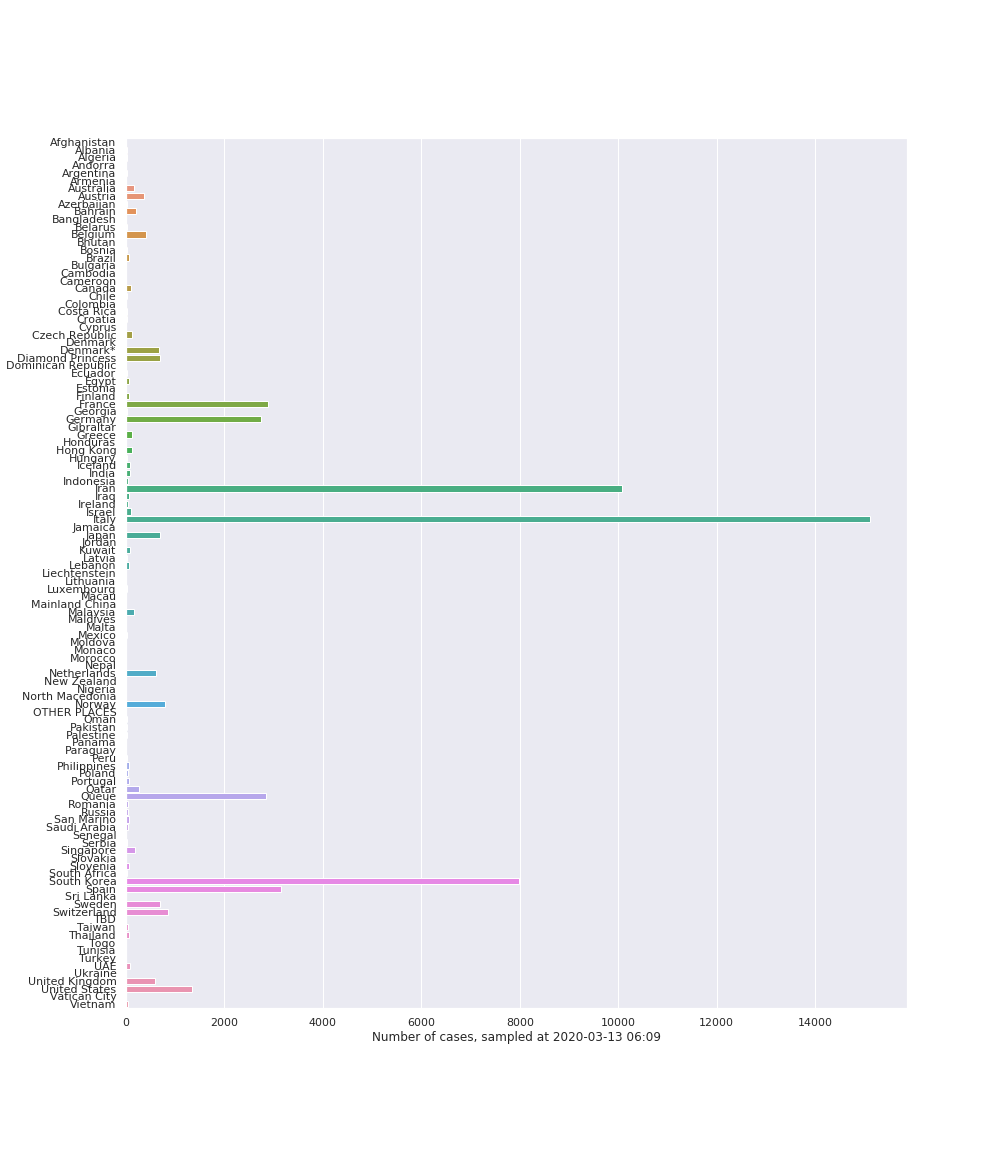 Afghanistan
Albania
Algeria
Andorra
Argentina
Armenia
Australia
Austria
Azerbaijan
Bahrain
Bangladesh
Belarus
Belgium
Bhutan
Bosnia
Brazil
Bulgaria
Cambodia
Cameroon
Canada
Chile
Colombia
Costa Rica
Croatia
Cyprus
Czech Republic
Denmark
Denmark*
Diamond Princess
Dominican Republic
Ecuador
Egypt
Estonia
Finland
France
Georgia
Germany
Gibraltar
Greece
Honduras
Hong Kong
Hungary
Iceland
India
Indonesia
Iran
Iraq
Ireland
Israel
Italy
Jamaica
Japan
Jordan
Kuwait
Latvia
Lebanon
Liechtenstein
Lithuania
Luxembourg
Macau
Mainland China
Malaysia
Maldives
Malta
Mexico
Moldova
Monaco
Morocco
Nepal
Netherlands
New Zealand
Nigeria
North Macedonia
Norway
OTHER PLACES
Oman
Pakistan
Palestine
Panama
Paraguay
Peru
Philippines
Poland
Portugal
Qatar
Queue
Romania
Russia
San Marino
Saudi Arabia
Senegal
Serbia
Singapore
Slovakia
Slovenia
South Africa
South Korea
Spain
Sri Lanka
Sweden
Switzerland
TBD
Taiwan
Thailand
Togo
Tunisia
Turkey
UAE
Ukraine
United Kingdom
United States
Vatican City
Vietnam
0 2000 4000 6000 8000 10000 12000 14000
Number of cases, sampled at 2020-03-13 06:09